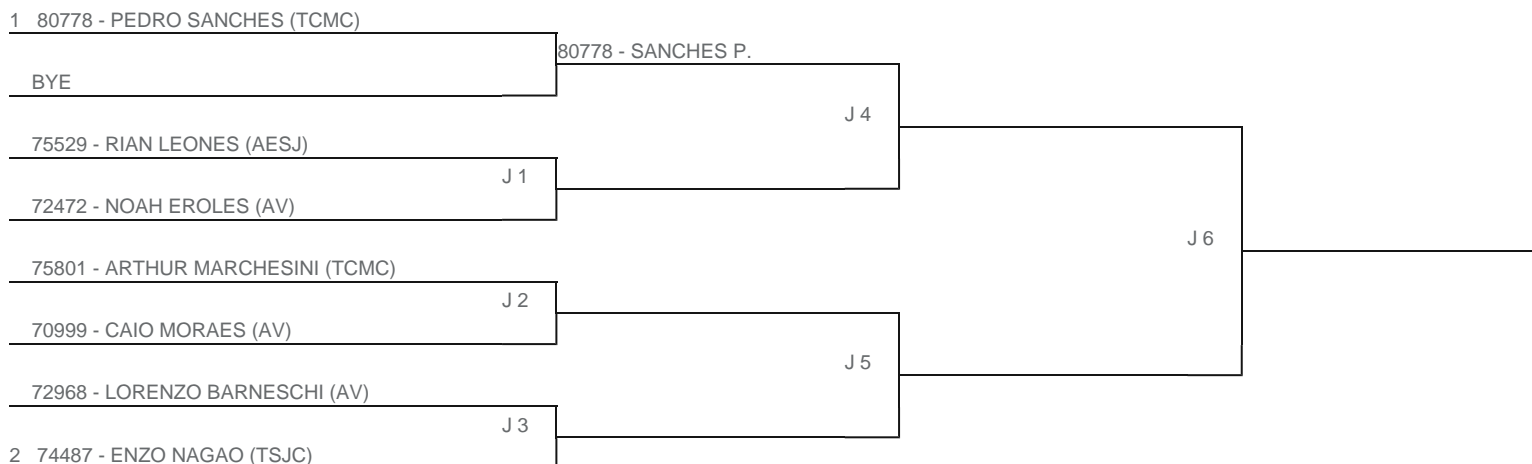 1 80778 - PEDRO SANCHES (TCMC)
80778 - SANCHES P.
BYE
J 4
75529 - RIAN LEONES (AESJ)
J 1
72472 - NOAH EROLES (AV)
J 6
75801 - ARTHUR MARCHESINI (TCMC)
J 2
70999 - CAIO MORAES (AV)
J 5
72968 - LORENZO BARNESCHI (AV)
J 3
2 74487 - ENZO NAGAO (TSJC)